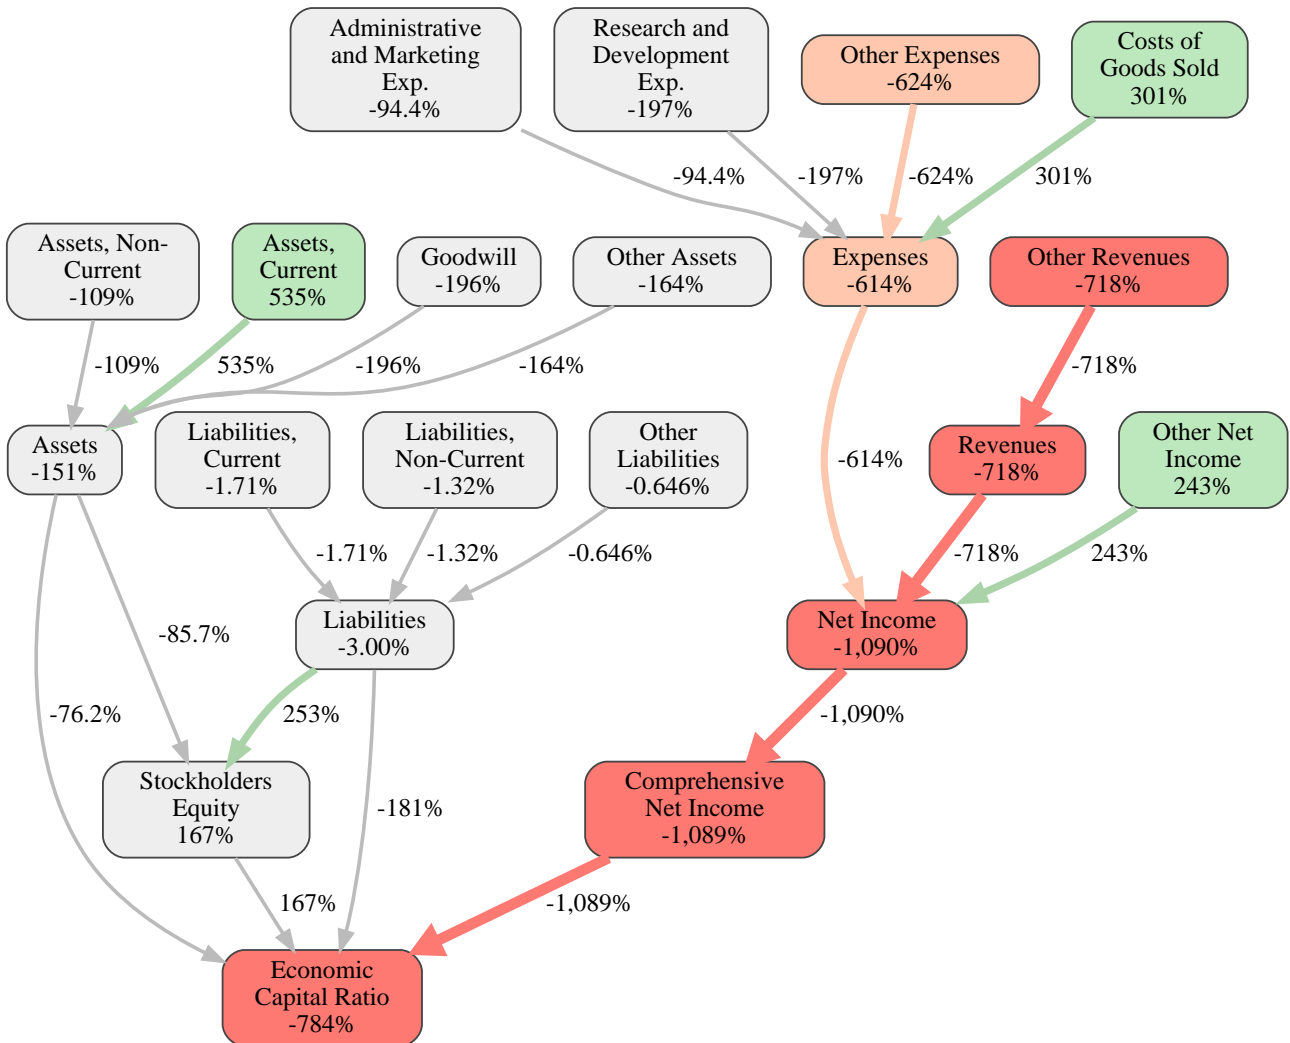 Administrative
and Marketing
Exp.
-94.4%
Research and
Development
Exp.
-197%
Other Expenses
-624%
Costs of
Goods Sold
301%
-94.4%
-197%
-624%
301%
Assets, Non-
Current
-109%
Assets,
Current
535%
Goodwill
-196%
Other Assets
-164%
Expenses
-614%
Other Revenues
-718%
-109%
535%
-196%
-164%
-718%
Assets
-151%
Liabilities,
Current
-1.71%
Liabilities,
Non-Current
-1.32%
Other
Liabilities
-0.646%
-614%
Revenues
-718%
Other Net
Income
243%
-1.71%
-1.32%
-0.646%
-718%
243%
-85.7%
Liabilities
-3.00%
Net Income
-1,090%
-76.2%
253%
-1,090%
Stockholders
Equity
167%
-181%
Comprehensive
Net Income
-1,089%
167%
-1,089%
Economic
Capital Ratio
-784%